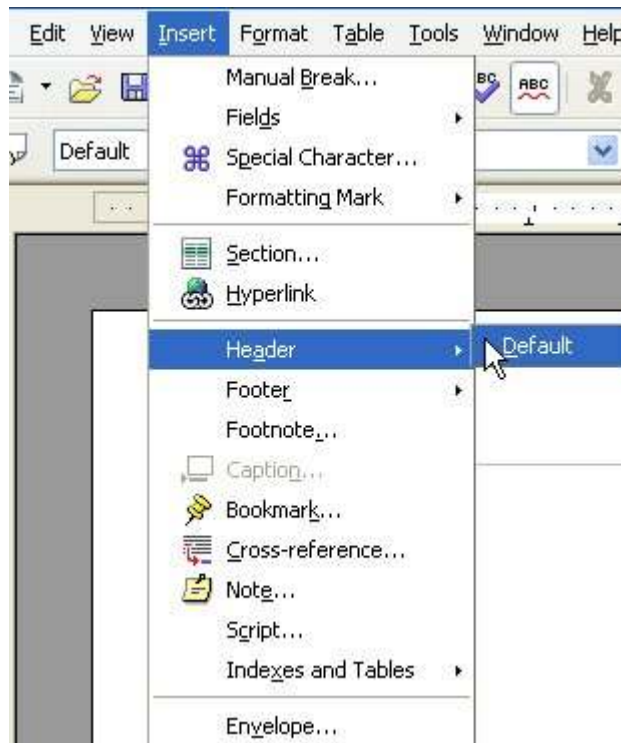 Edit View Insert Format Table Tools Window Help
Manual Break...
ABC
Fields
Default
Special Character...
Formatting Mark
Section...
Hyperlink
Header
Default
Footer
Footnote...
Caption...
Bookmark...
Cross-reference...
Note...
Script...
Indexes and Tables
Envelope...